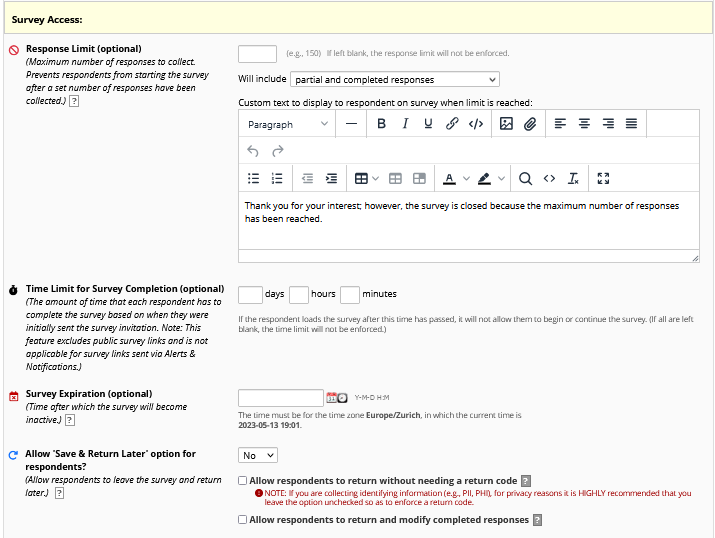 Survey Access:
Response Limit (optional)
(Maximum number of responses to collect.
Prevents respondents from starting the survey
after a set number of responses have been
collected.) ?
(e.g., 150) If left blank, the response limit will not be enforced.
Will include partial and completed responses
Custom text to display to respondent on survey when limit is reached:
Paragraph B I U A
Thank you for your interest; however, the survey is closed because the maximum number of responses
has been reached.
Time Limit for Survey Completion (optional)
(The amount of time that each respondent has to
complete the survey based on when they were
initially sent the survey invitation. Note: This
feature excludes public survey links and is not
applicable for survey links sent via Alerts &
Notifications.)
days hours minutes
If the respondent loads the survey after this time has passed, it will not allow them to begin or continue the survey. (If all are left
blank, the time limit will not be enforced.)
Survey Expiration (optional)
(Time after which the survey will become
inactive.) ?
Y-M-D H:M
The time must be for the time zone Europe/Zurich, in which the current time is
2023-05-13 19:01.
Allow 'Save & Return Later' option for
respondents?
(Allow respondents to leave the survey and return
later.) ?
No
Allow respondents to return without needing a return code ?
NOTE: If you are collecting identifying information (e.g., PII, PHI), for privacy reasons it is HIGHLY recommended that you
leave the option unchecked so as to enforce a return code.
Allow respondents to return and modify completed responses ?